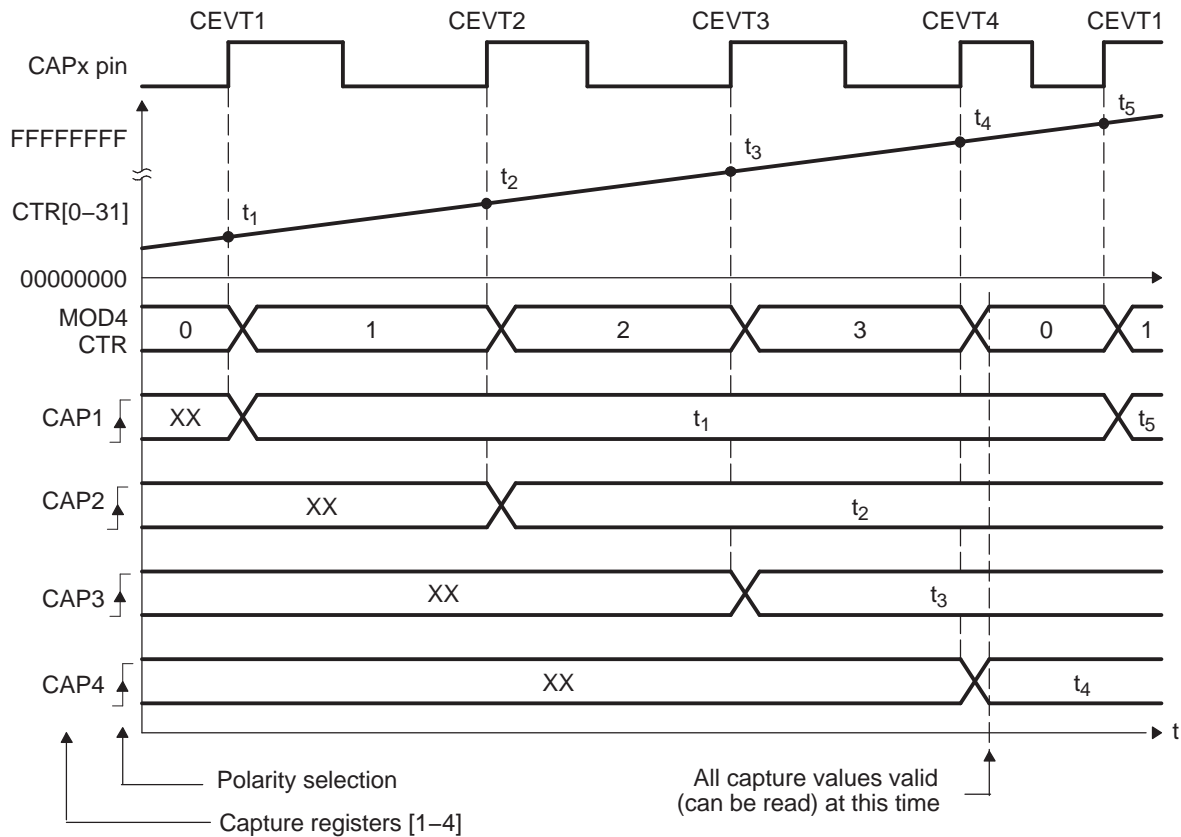 CEVT1 CEVT2 CEVT3 CEVT4 CEVT1
CAPx pin
t5
FFFFFFFF
t4
t3
t2
CTR[0−31]
t1
00000000
MOD4
CTR
0 1 2 3 0 1
CAP1 XX t1 t5
CAP2 XX t2
CAP3 XX t3
CAP4 XX t4
t
Polarity selection
All capture values valid
(can be read) at this time
Capture registers [1−4]